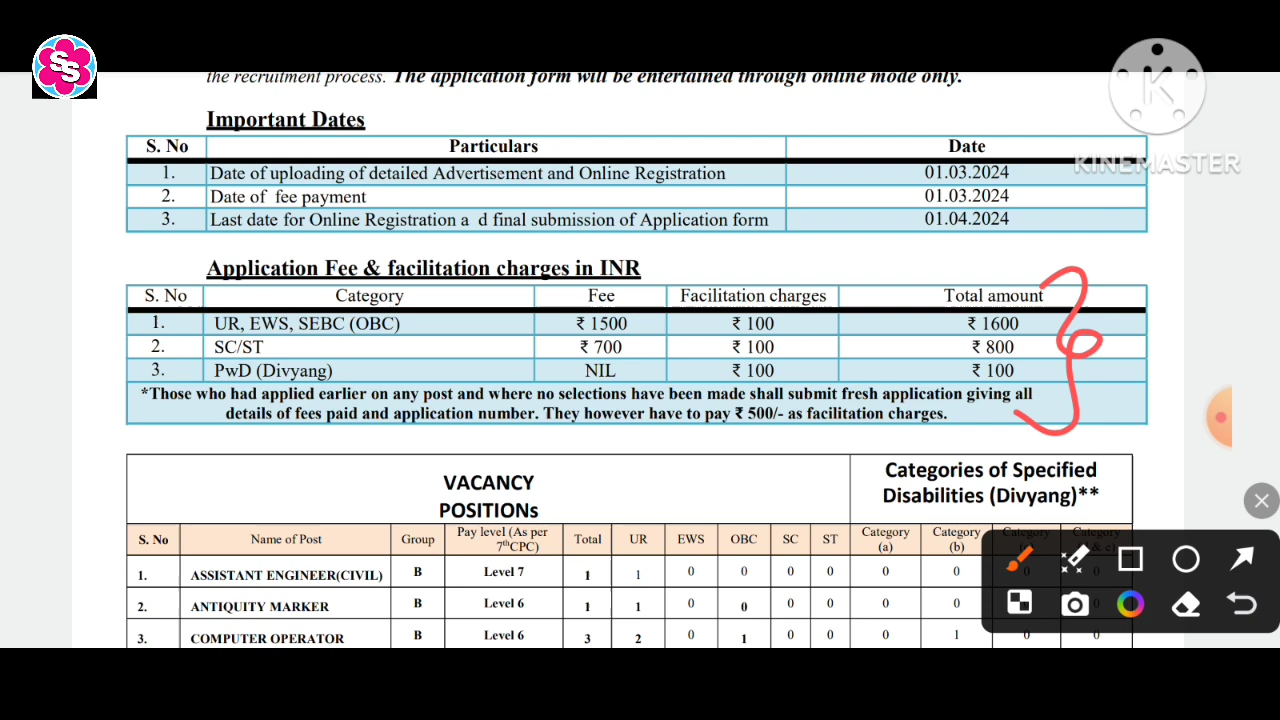 SS
the recruitment process. The application form will be entertained through online mode only.
K
KINEMASTER
Important Dates
S. No Particulars Date
1. Date of uploading of detailed Advertisement and Online Registration 01.03.2024
2. Date of fee payment 01.03.2024
3. Last date for Online Registration a d final submission of Application form 01.04.2024
Application Fee & facilitation charges in INR
S. No Category Fee Facilitation charges Total amount
1. UR, EWS, SEBC (OBC) ₹ 1500 ₹ 100 ₹ 1600
2. SC/ST ₹ 700 ₹ 100 ₹ 800
3. PwD (Divyang) NIL ₹ 100 ₹ 100
*Those who had applied earlier on any post and where no selections have been made shall submit fresh application giving all
details of fees paid and application number. They however have to pay ₹ 500/- as facilitation charges.
VACANCY
POSITIONs
Categories of Specified
Disabilities (Divyang)**
S. No Name of Post Group Pay level (As per 7thCPC) Total UR EWS OBC SC ST Category (a) Category (b)
1. ASSISTANT ENGINEER(CIVIL) B Level 7 1 1 0 0 0 0 0 0
2. ANTIQUITY MARKER B Level 6 1 1 0 0 0 0 0 0
3. COMPUTER OPERATOR B Level 6 3 2 0 1 0 0 0 1 0 0